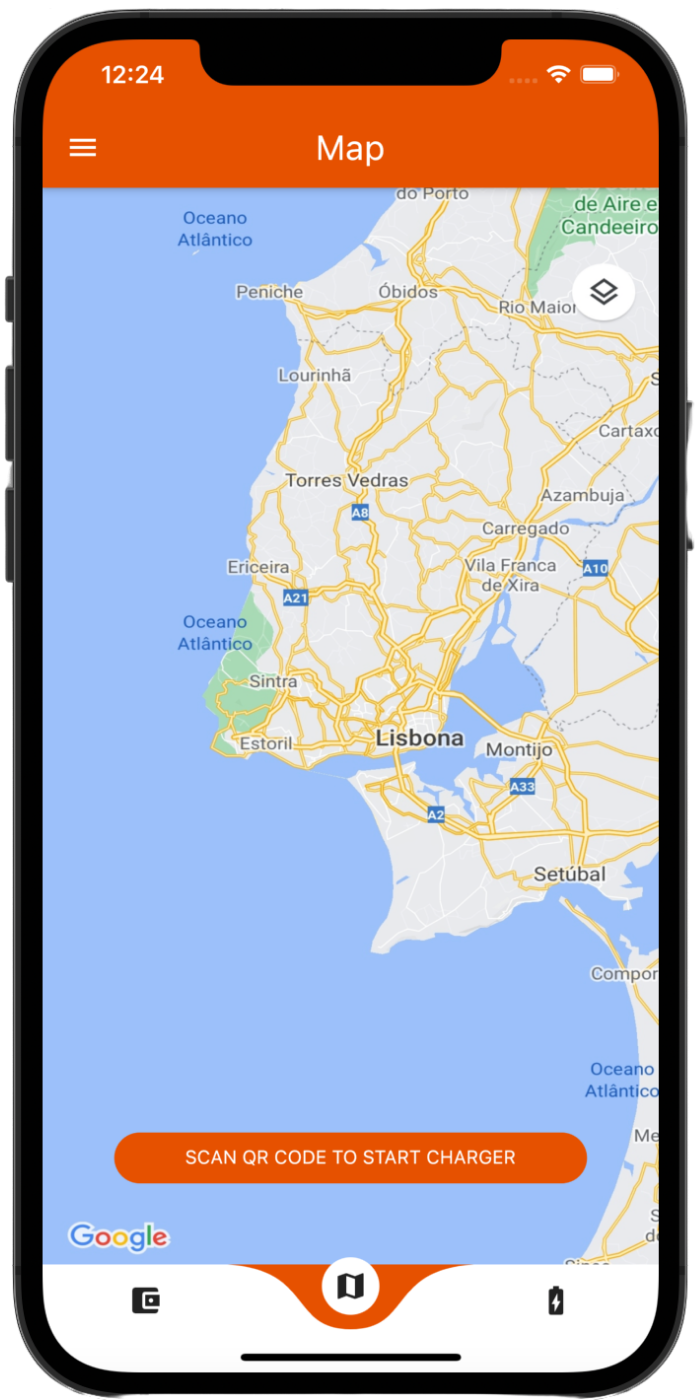 12:24
Map
do Porto
Oceano
Atlântico
de Aire e
Candeeiro
Peniche
Óbidos
Rio Maior
Lourinhã
Cartaxo
Torres Vedras
A8
Azambuja
Carregado
Ericeira
Vila Franca
de Xira
A10
A21
Oceano
Atlântico
Sintra
Estoril
Lisbona
Montijo
A33
A2
Setúbal
Compor
Oceano
Atlântico
Me
SCAN QR CODE TO START CHARGER
Google